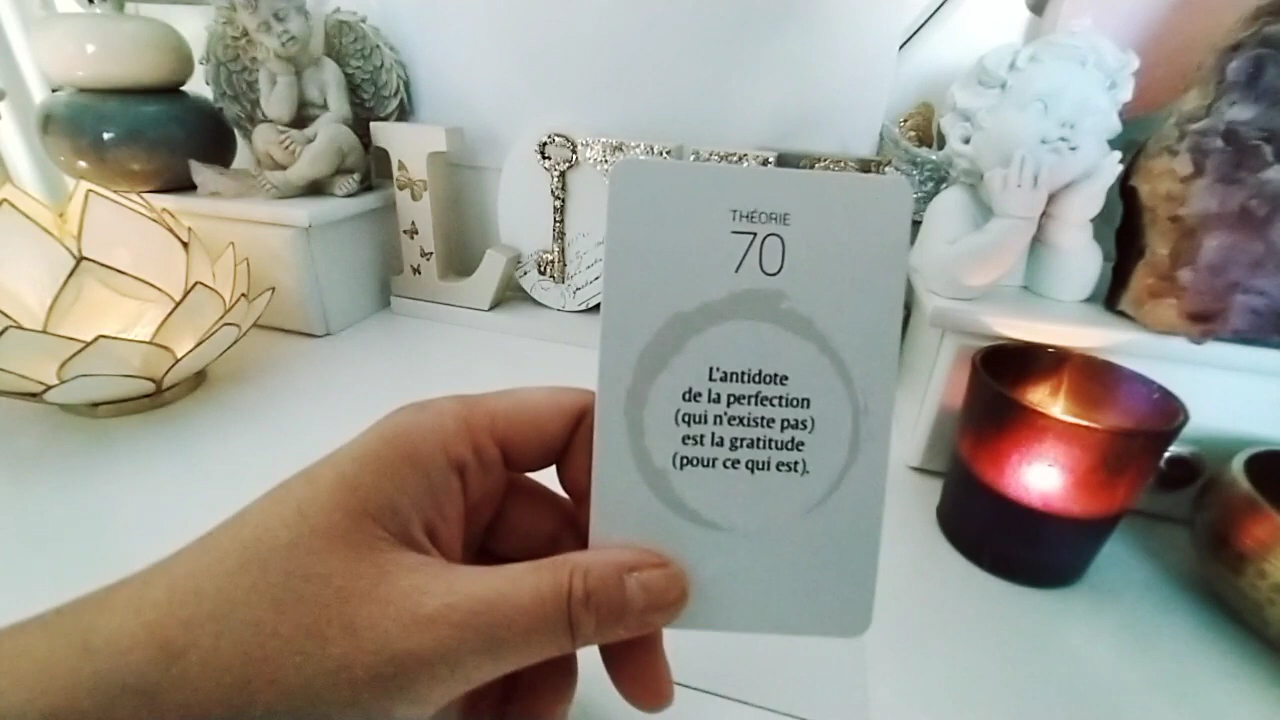 THÉORIE
70
L'antidote
de la perfection
(qui n'existe pas)
est la gratitude
(pour ce qui est).
L